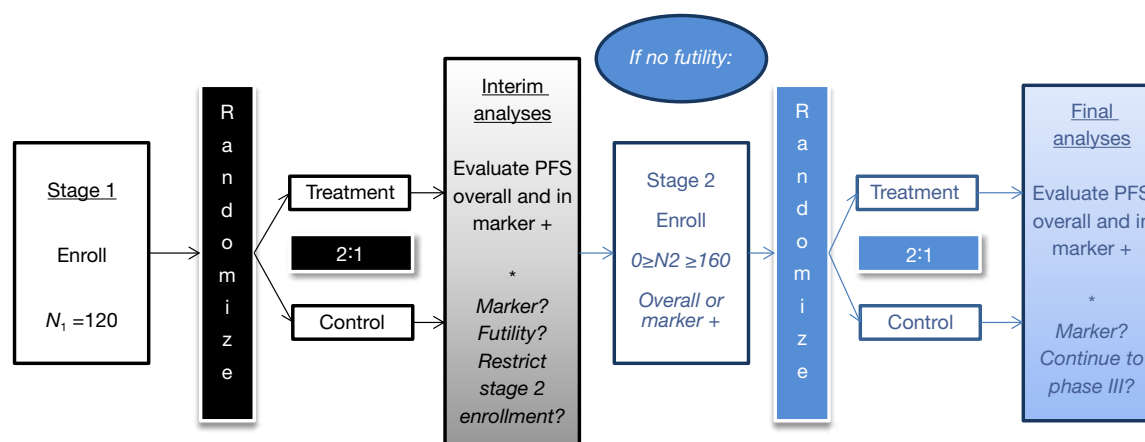 Stage 1
Enroll
N₁ =120
R
a
n
d
o
m
i
z
e
Treatment
2:1
Control
Interim
analyses
Evaluate PFS
overall and in
marker +
*
Marker?
Futility?
Restrict
stage 2
enrollment?
If no futility:
Stage 2
Enroll
0≥N2 ≥160
Overall or
marker +
R
a
n
d
o
m
i
z
e
Treatment
2:1
Control
Final
analyses
Evaluate PFS
overall and in
marker +
*
Marker?
Continue to
phase III?